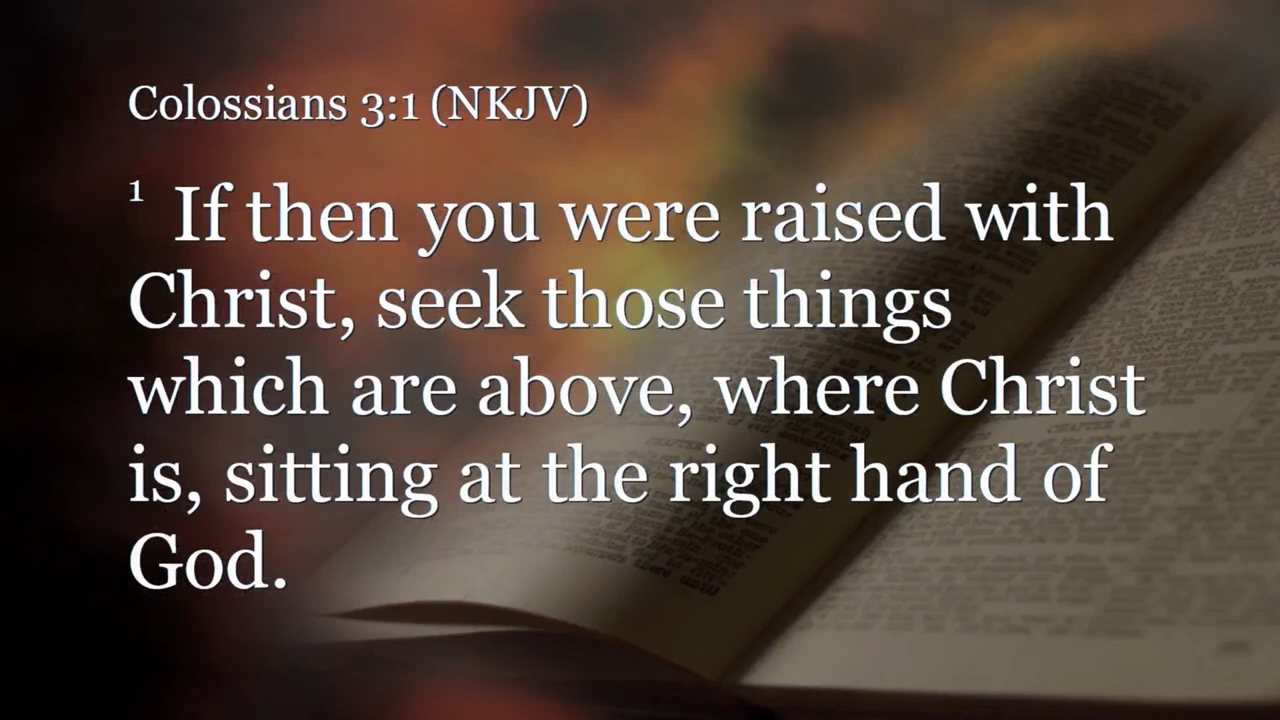 Colossians 3:1 (NKJV)
1 If then you were raised with
Christ, seek those things
which are above, where Christ
is, sitting at the right hand of
God.